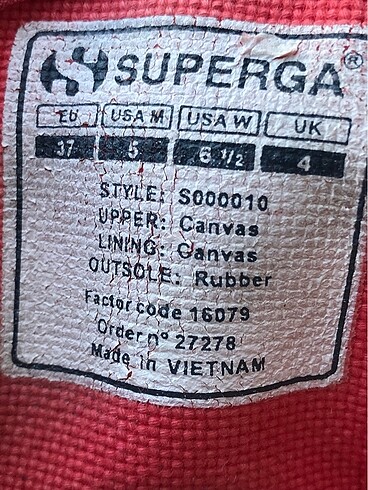 SUPERGA®
EU USA M USA W UK
37 5 6 1/2 4
STYLE: S000010
UPPER: Canvas
LINING: Canvas
OUTSOLE: Rubber
Factor code 16079
Order nº 27278
Made in VIETNAM